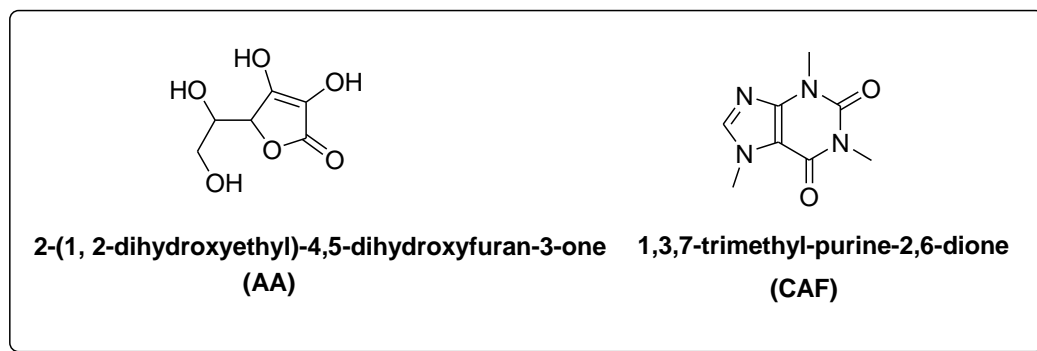 HO
OH
HO
O
O
OH
N
N
O
N
N
O
2-(1, 2-dihydroxyethyl)-4,5-dihydroxyfuran-3-one
(AA)
1,3,7-trimethyl-purine-2,6-dione
(CAF)